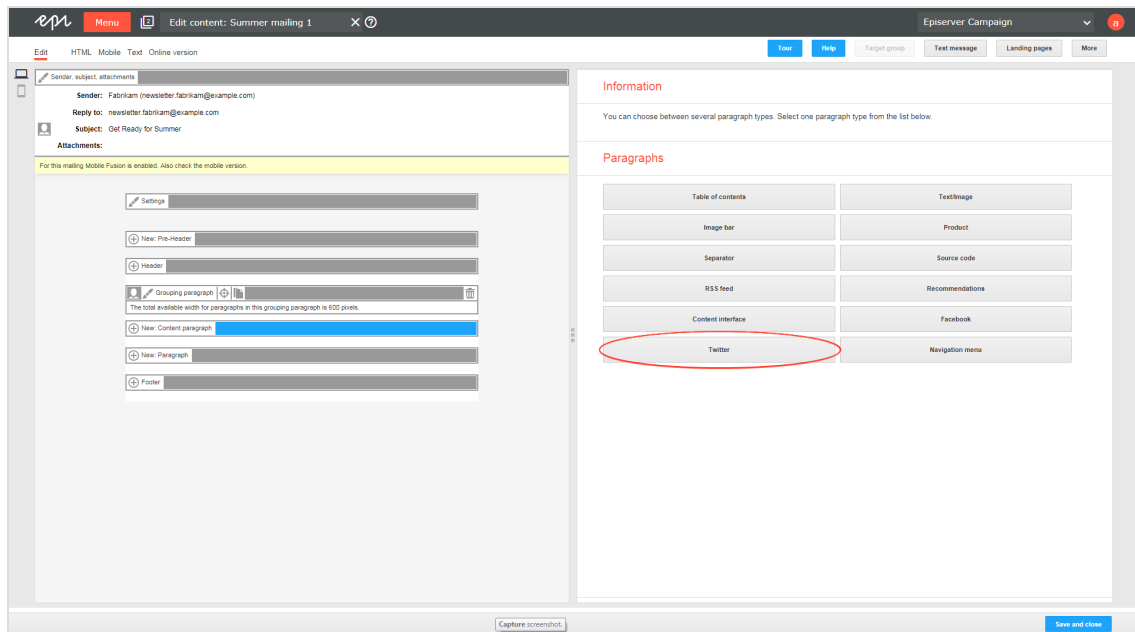 epi Menu 2 Edit content: Summer mailing 1 Episerver Campaign a
Edit HTML Mobile Text Online version Tour Help Target group Test message Landing pages More
Sender, subject, attachments
Sender: Fabrikam (newsletter.fabrikam@example.com)
Reply to: newsletter.fabrikam@example.com
Subject: Get Ready for Summer
Attachments:
For this mailing Mobile Fusion is enabled. Also check the mobile version.
Settings
New: Pre-Header
Header
Grouping paragraph
The total available width for paragraphs in this grouping paragraph is 600 pixels.
New: Content paragraph
New: Paragraph
Footer
Information
You can choose between several paragraph types. Select one paragraph type from the list below.
Paragraphs
Table of contents Text/Image
Image bar Product
Separator Source code
RSS feed Recommendations
Content interface Facebook
Twitter Navigation menu
Capture screenshot.
Save and close